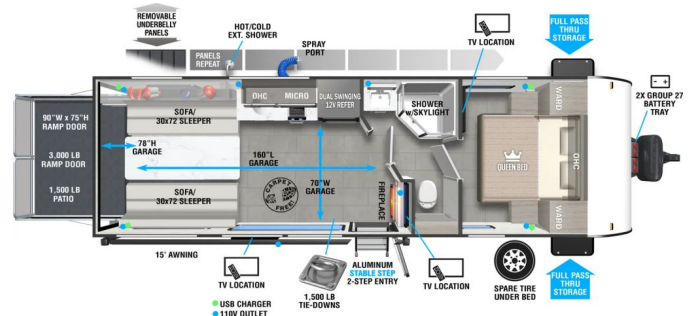 REMOVABLE
UNDERBELLY
PANELS
HOT/COLD
EXT. SHOWER
SPRAY
PORT
PANELS
REPEAT
TV LOCATION
FULL PASS
THRU
STORAGE
2X GROUP 27
BATTERY
TRAY
OHC
MICRO
DUAL SWINGING
12V REFER
SHOWER
w/SKYLIGHT
WARD
SOFA/
30x72 SLEEPER
90"W x 75"H
RAMP DOOR
78"H
GARAGE
3,000 LB
RAMP DOOR
160"L
GARAGE
1,500 LB
PATIO
70"W
GARAGE
CARPET
FREE!
QUEEN BED
OHC
SOFA/
30x72 SLEEPER
FIREPLACE
WARD
15' AWNING
TV LOCATION
1,500 LB
TIE-DOWNS
ALUMINUM
STABLE STEP
2-STEP ENTRY
TV LOCATION
SPARE TIRE
UNDER BED
FULL PASS
THRU
STORAGE
USB CHARGER
110V OUTLET